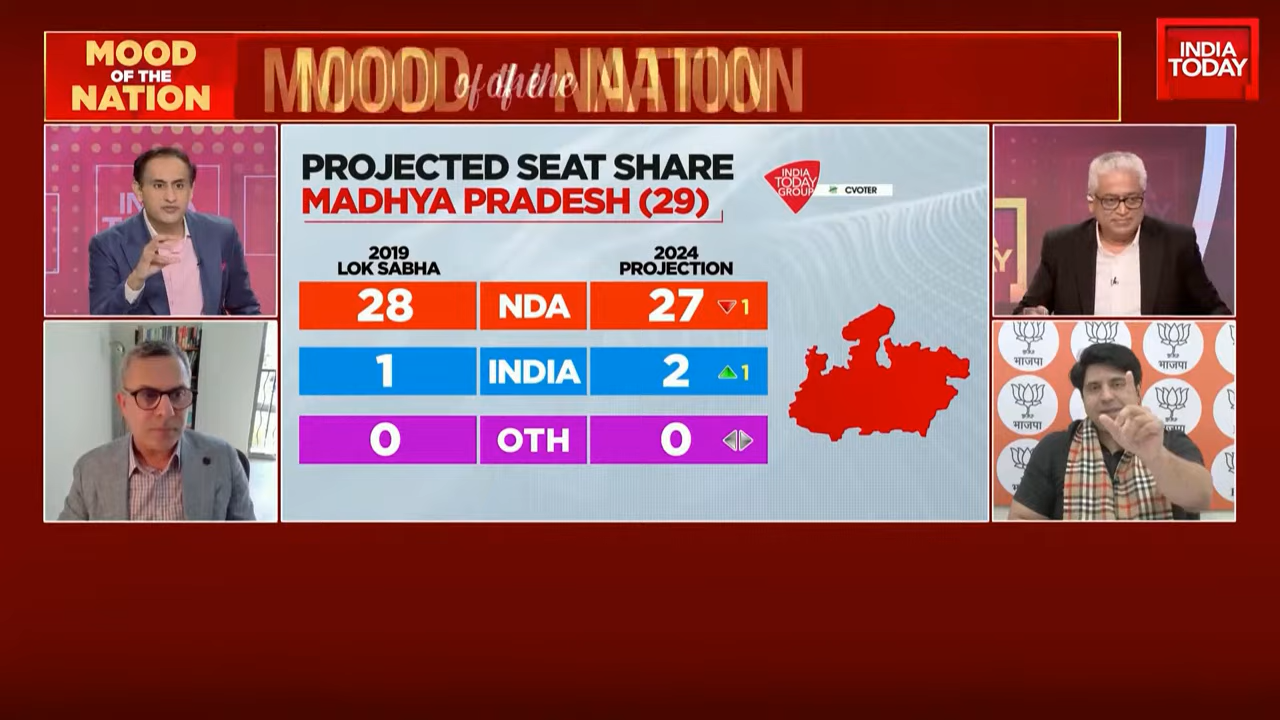 MOOD
OF THE
NATION
MOOD of the NATION
INDIA
TODAY
PROJECTED SEAT SHARE
MADHYA PRADESH (29)
INDIA
TODAY
GROUP
CVOTER
2019
LOK SABHA
2024
PROJECTION
28 NDA 27 1
1 INDIA 2 1
0 OTH 0
भाजपा
भाजपा
भाजपा